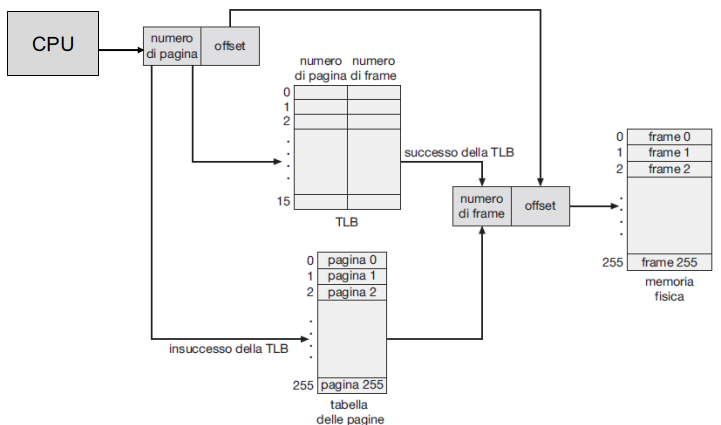 CPU
numero
di pagina
offset
numero numero
di pagina di frame
0
1
2
15
TLB
successo della TLB
numero
di frame
offset
0 frame 0
1 frame 1
2 frame 2
255 frame 255
memoria
fisica
0 pagina 0
1 pagina 1
2 pagina 2
insuccesso della TLB
255 pagina 255
tabella
delle pagine